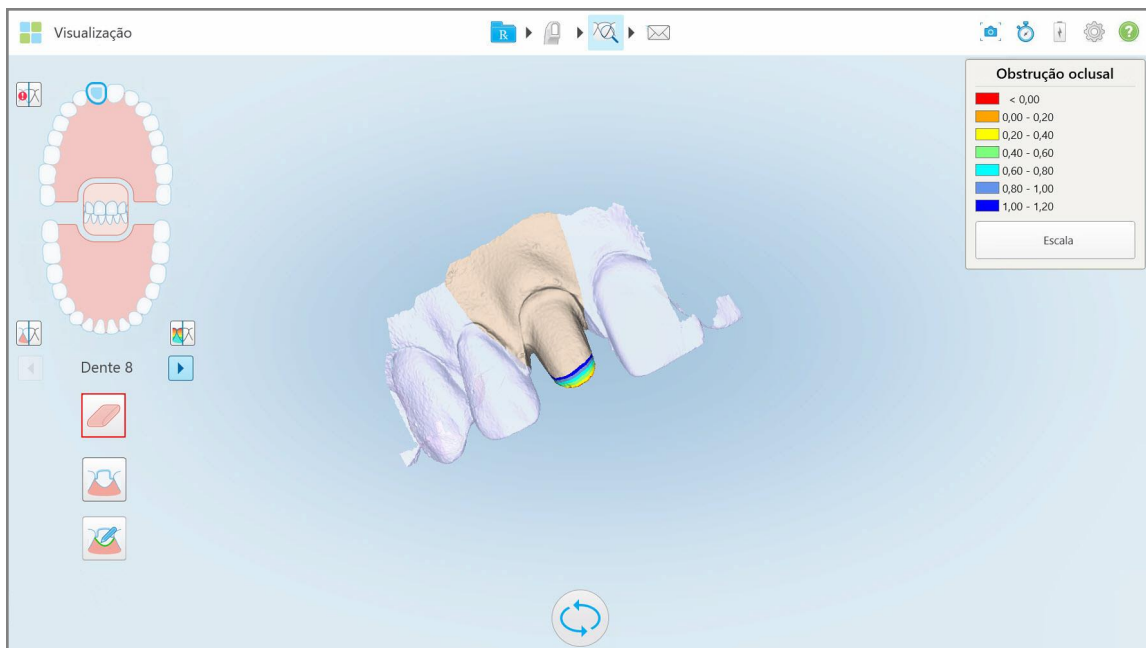 Visualização
R
Obstrução oclusal
< 0,00
0,00 - 0,20
0,20 - 0,40
0,40 - 0,60
0,60 - 0,80
0,80 - 1,00
1,00 - 1,20
Escala
Dente 8